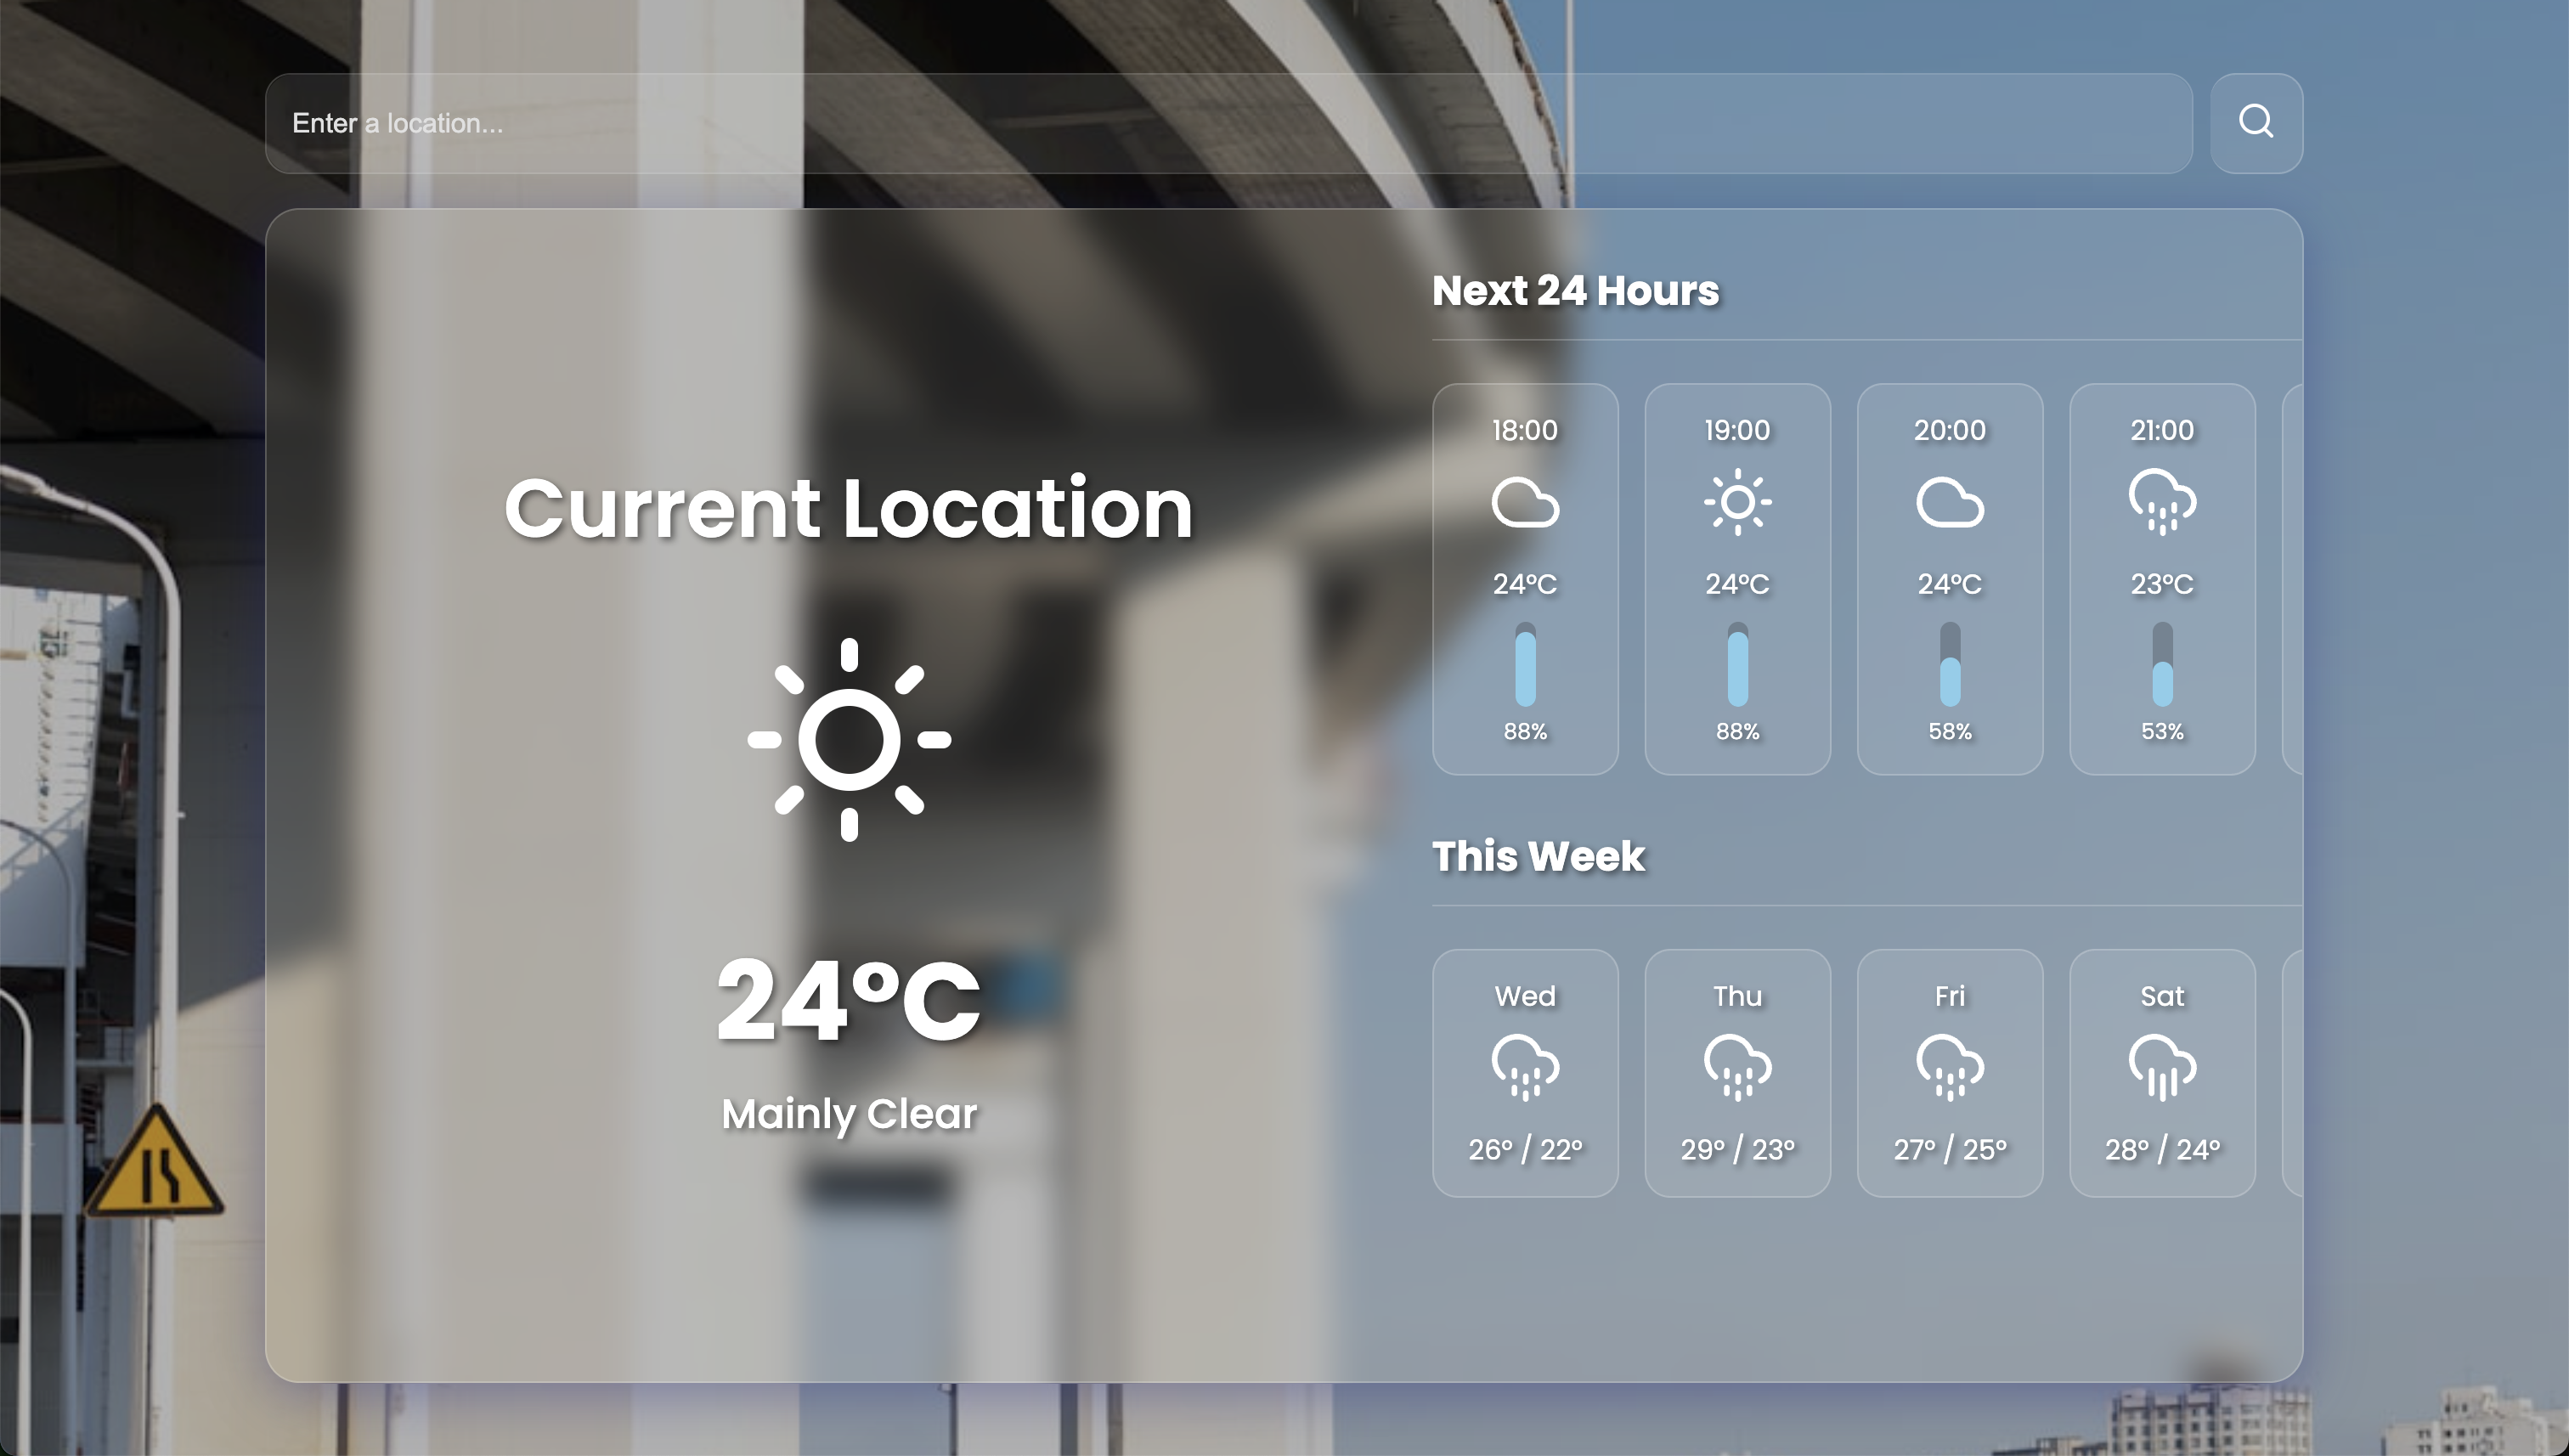 Enter a location...
Current Location
24°C
Mainly Clear
Next 24 Hours
18:00 19:00 20:00 21:00
24°C 24°C 24°C 23°C
88% 88% 58% 53%
This Week
Wed Thu Fri Sat
26° / 22° 29° / 23° 27° / 25° 28° / 24°